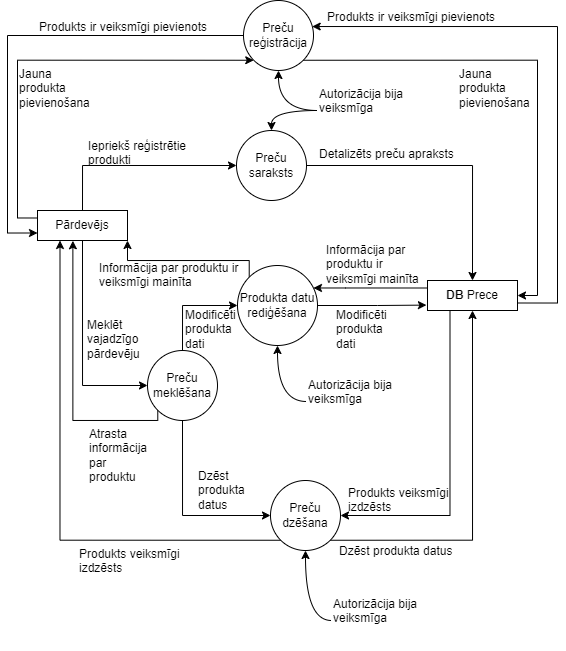 Produkts ir veiksmīgi pievienots
Preču
reģistrācija
Produkts ir veiksmīgi pievienots
Jauna
produkta
pievienošana
Jauna
produkta
pievienošana
Autorizācija bija
veiksmīga
Iepriekš reģistrētie
produkti
Preču
saraksts
Detalizēts preču apraksts
Pārdevējs
Informācija par produktu ir
veiksmīgi mainīta
Informācija par
produktu ir
veiksmīgi mainīta
Produkta datu
rediģēšana
DB Prece
Modificēti
produkta
dati
Modificēti
produkta
dati
Meklēt
vajadzīgo
pārdevēju
Preču
meklēšana
Autorizācija bija
veiksmīga
Atrasta
informācija
par
produktu
Dzēst
produkta
datus
Preču
dzēšana
Produkts veiksmīgi
izdzēsts
Produkts veiksmīgi
izdzēsts
Dzēst produkta datus
Autorizācija bija
veiksmīga